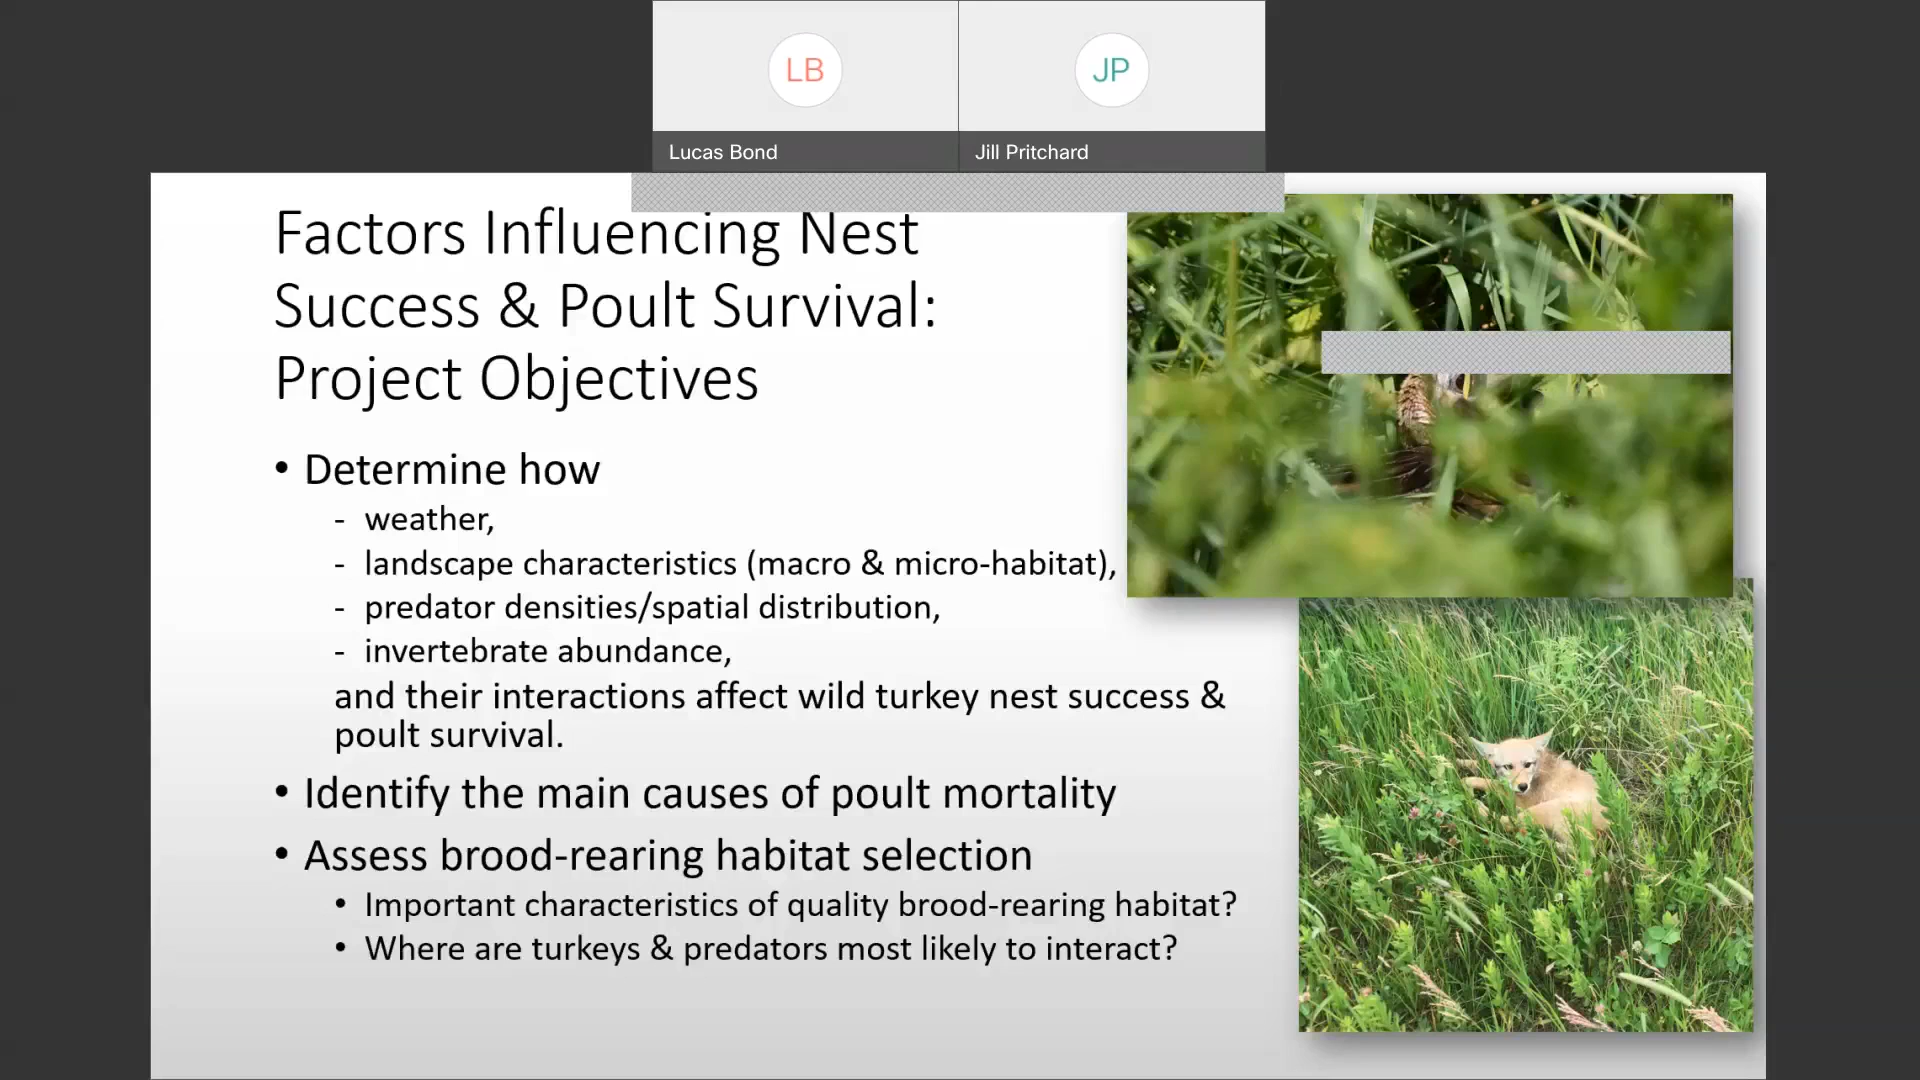 LB
JP
Lucas Bond
Jill Pritchard
Factors Influencing Nest
Success & Poult Survival:
Project Objectives
• Determine how
- weather,
- landscape characteristics (macro & micro-habitat),
- predator densities/spatial distribution,
- invertebrate abundance,
and their interactions affect wild turkey nest success &
poult survival.
• Identify the main causes of poult mortality
• Assess brood-rearing habitat selection
• Important characteristics of quality brood-rearing habitat?
• Where are turkeys & predators most likely to interact?